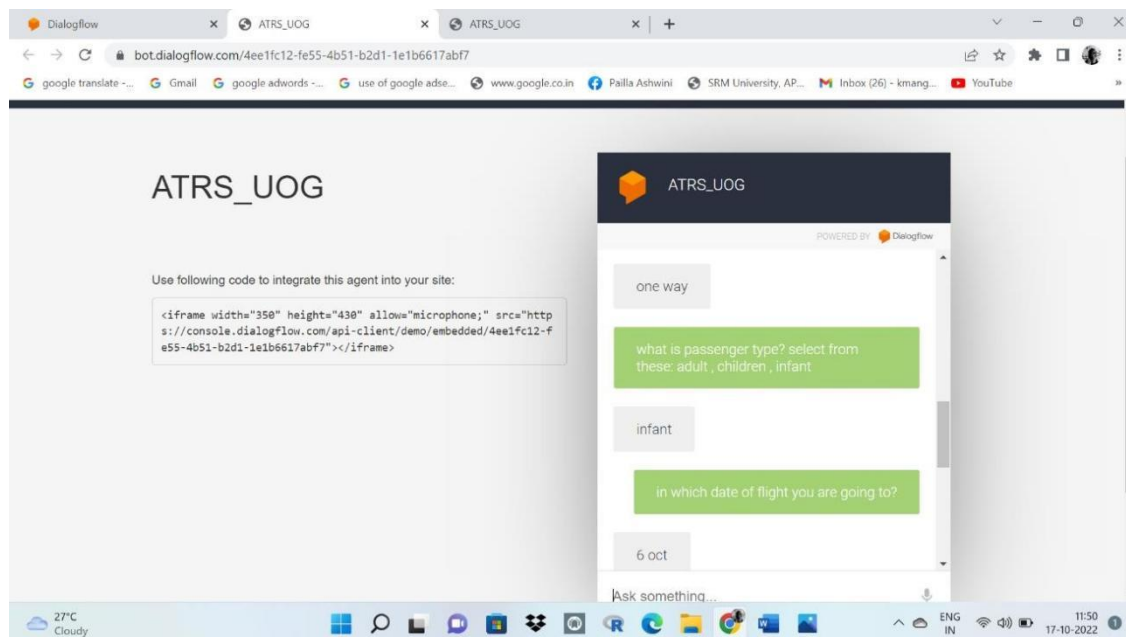 Dialogflow
ATRS_UOG
ATRS_UOG
bot.dialogflow.com/4ee1fc12-fe55-4b51-b2d1-1e1b6617abf7
google translate -...
Gmail
google adwords -...
use of google adse...
www.google.co.in
Pailla Ashwini
SRM University, AP...
Inbox (26) - kmang...
YouTube
»
ATRS_UOG
Use following code to integrate this agent into your site:
<iframe width="350" height="430" allow="microphone;" src="http
s://console.dialogflow.com/api-client/demo/embedded/4ee1fc12-f
e55-4b51-b2d1-1e1b6617abf7"></iframe>
ATRS_UOG
POWERED BY Dialogflow
one way
what is passenger type? select from
these: adult , children , infant
infant
in which date of flight you are going to?
6 oct
Ask something...
27°C
Cloudy
ENG
IN
11:50
17-10-2022
1